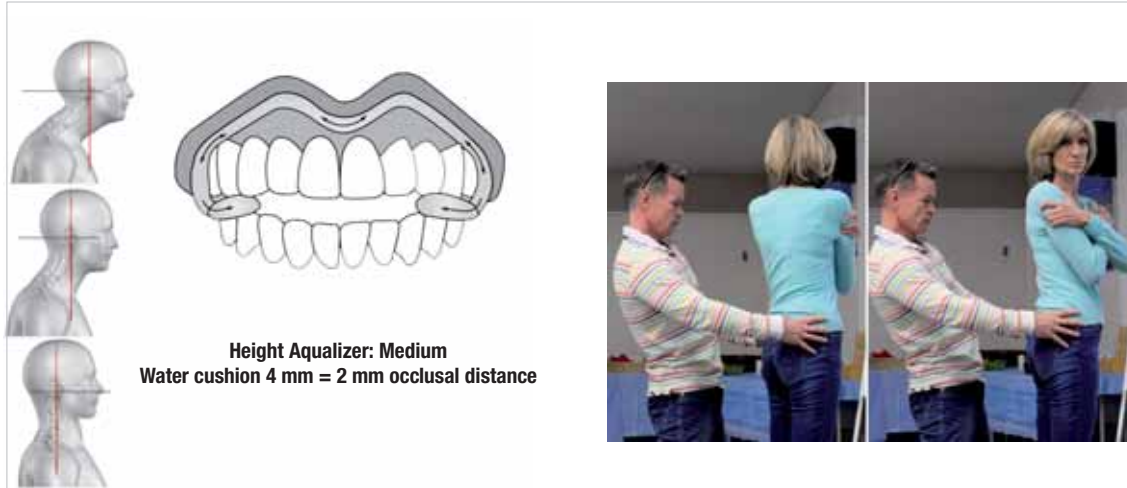 Height Aqualizer: Medium
Water cushion 4 mm = 2 mm occlusal distance